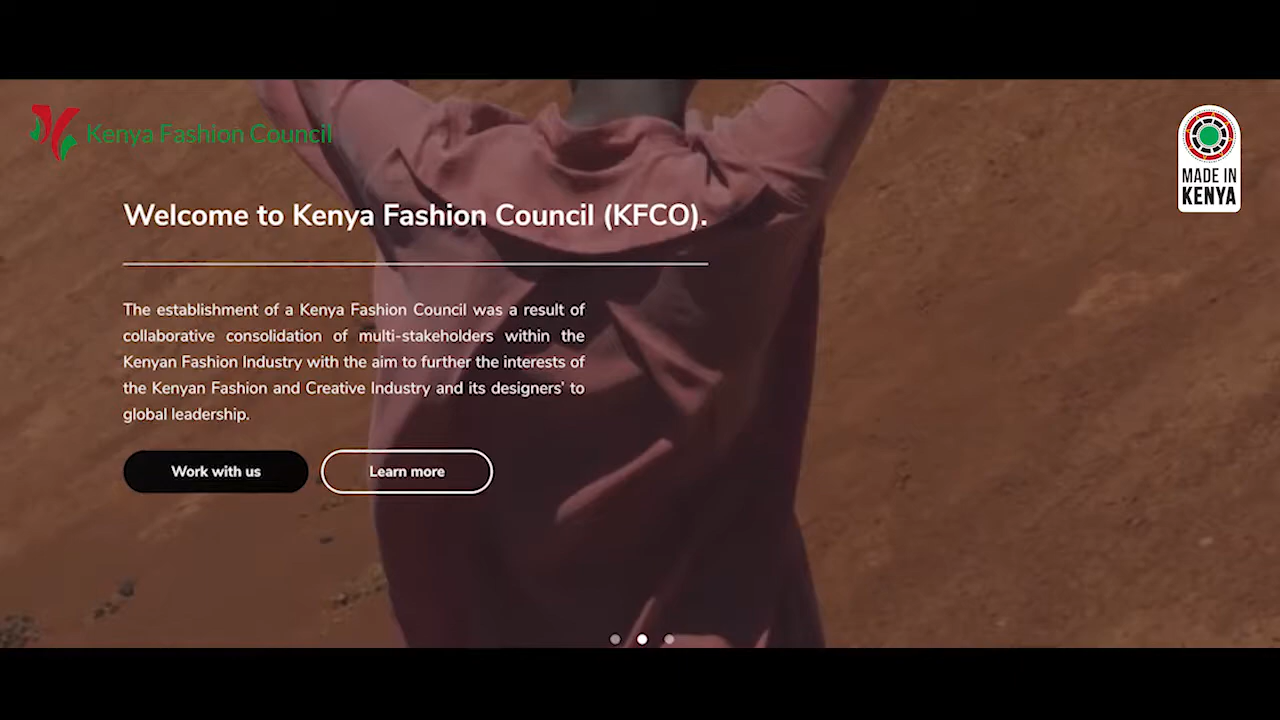 Kenya Fashion Council
MADE IN
KENYA
Welcome to Kenya Fashion Council (KFCO).
The establishment of a Kenya Fashion Council was a result of
collaborative consolidation of multi-stakeholders within the
Kenyan Fashion Industry with the aim to further the interests of
the Kenyan Fashion and Creative Industry and its designers' to
global leadership.
Work with us
Learn more